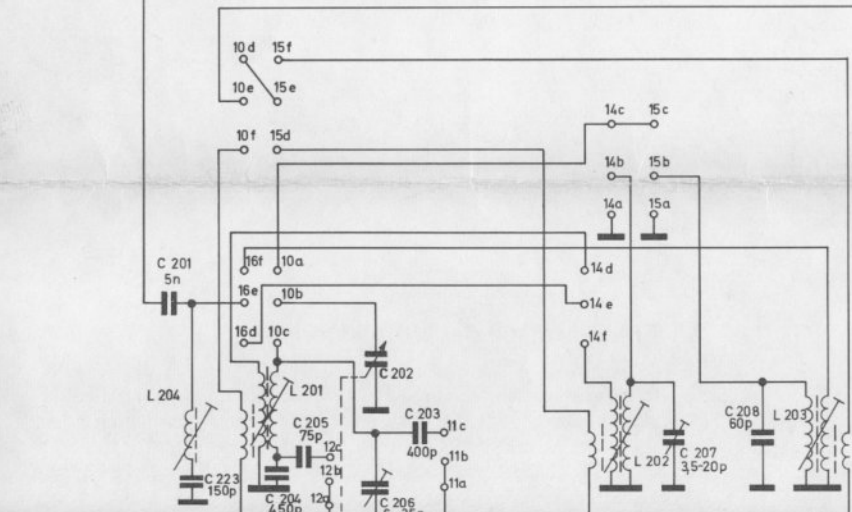 10d 15f
10e 15e
14c 15c
10f 15d
14b 15b
14a 15a
C 201
5n
16f 10a 14d
16e 10b 14e
16d 10c 14f
C 202
L 204
L 201
C 205
75p
C 203
400p
11c
11b
11a
12c
12b
12a
C 208
60p
L 203
C 207
3,5-20p
L 202
C 223
150p
C 204
450p
C 206